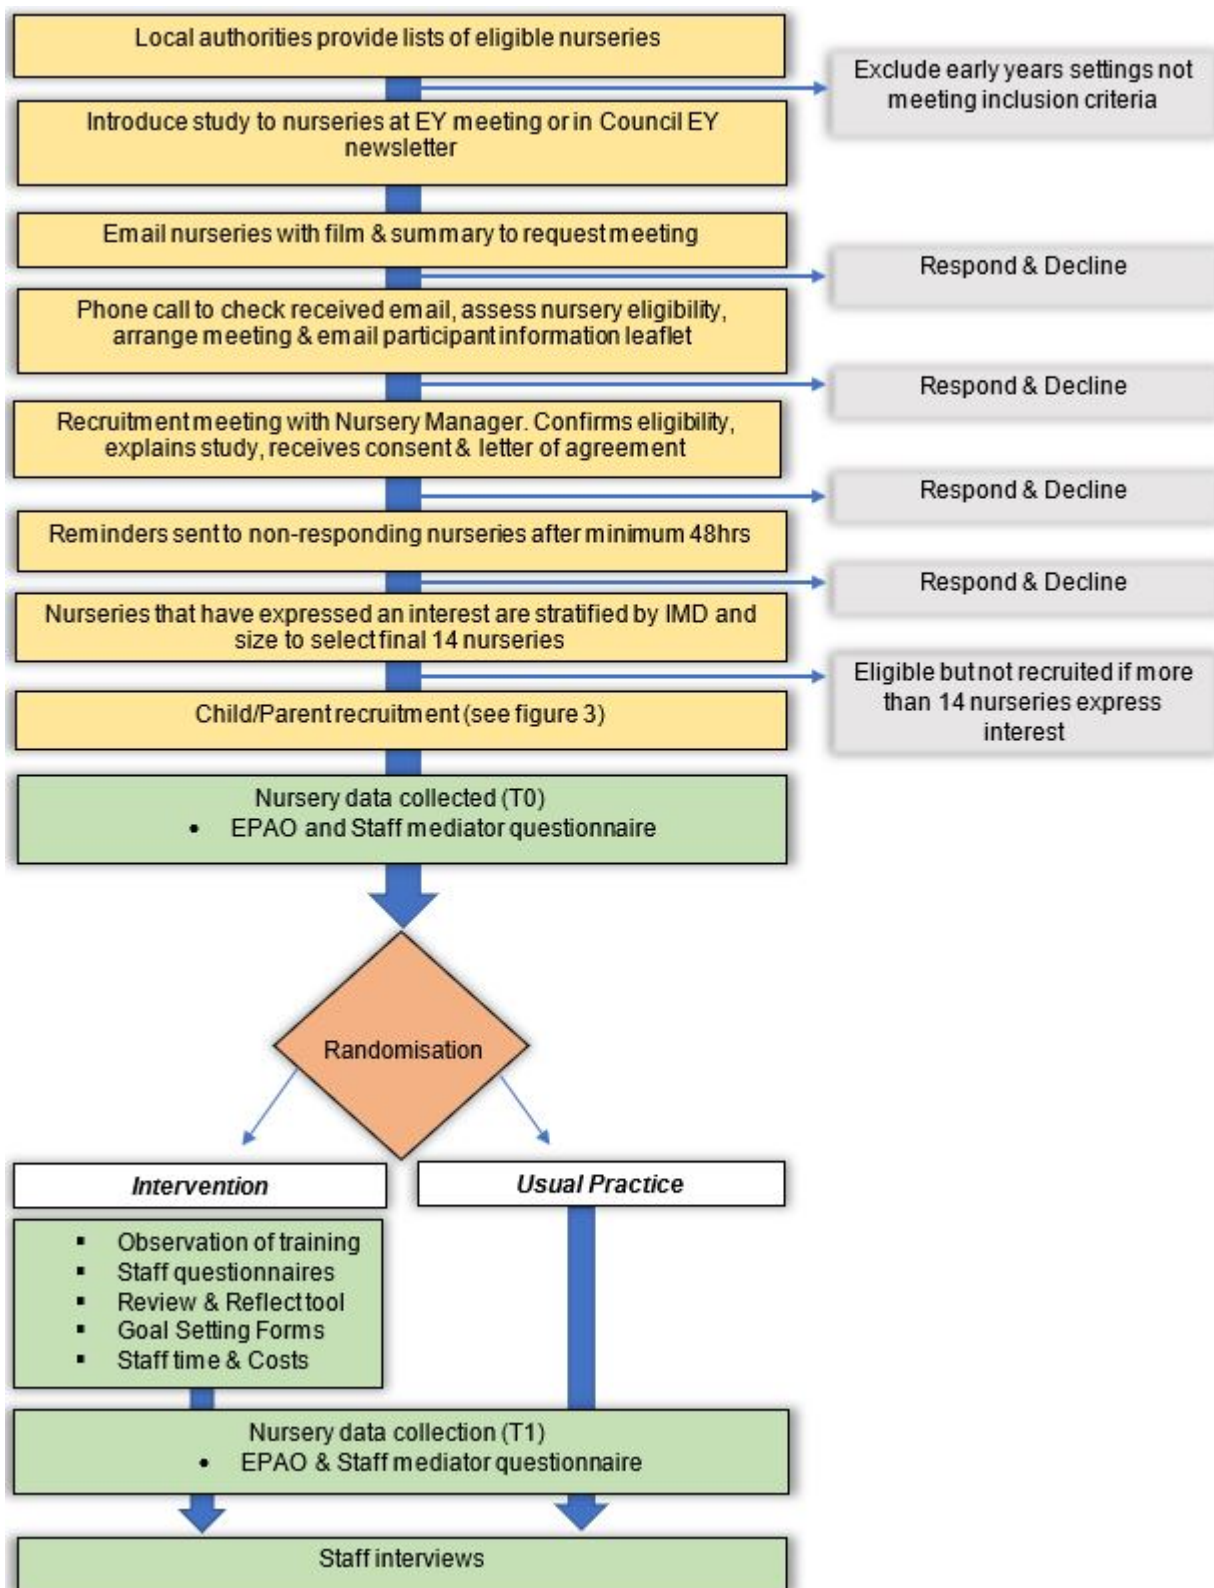 Local authorities provide lists of eligible nurseries
Exclude early years settings not
meeting inclusion criteria
Introduce study to nurseries at EY meeting or in Council EY
newsletter
Email nurseries with film & summary to request meeting
Respond & Decline
Phone call to check received email, assess nursery eligibility,
arrange meeting & email participant information leaflet
Respond & Decline
Recruitment meeting with Nursery Manager. Confirms eligibility,
explains study, receives consent & letter of agreement
Respond & Decline
Reminders sent to non-responding nurseries after minimum 48hrs
Respond & Decline
Nurseries that have expressed an interest are stratified by IMD and
size to select final 14 nurseries
Eligible but not recruited if more
than 14 nurseries express
interest
Child/Parent recruitment (see figure 3)
Nursery data collected (T0)
• EPAO and Staff mediator questionnaire
Randomisation
Intervention
Usual Practice
▪ Observation of training
▪ Staff questionnaires
▪ Review & Reflect tool
▪ Goal Setting Forms
▪ Staff time & Costs
Nursery data collection (T1)
• EPAO & Staff mediator questionnaire
Staff interviews